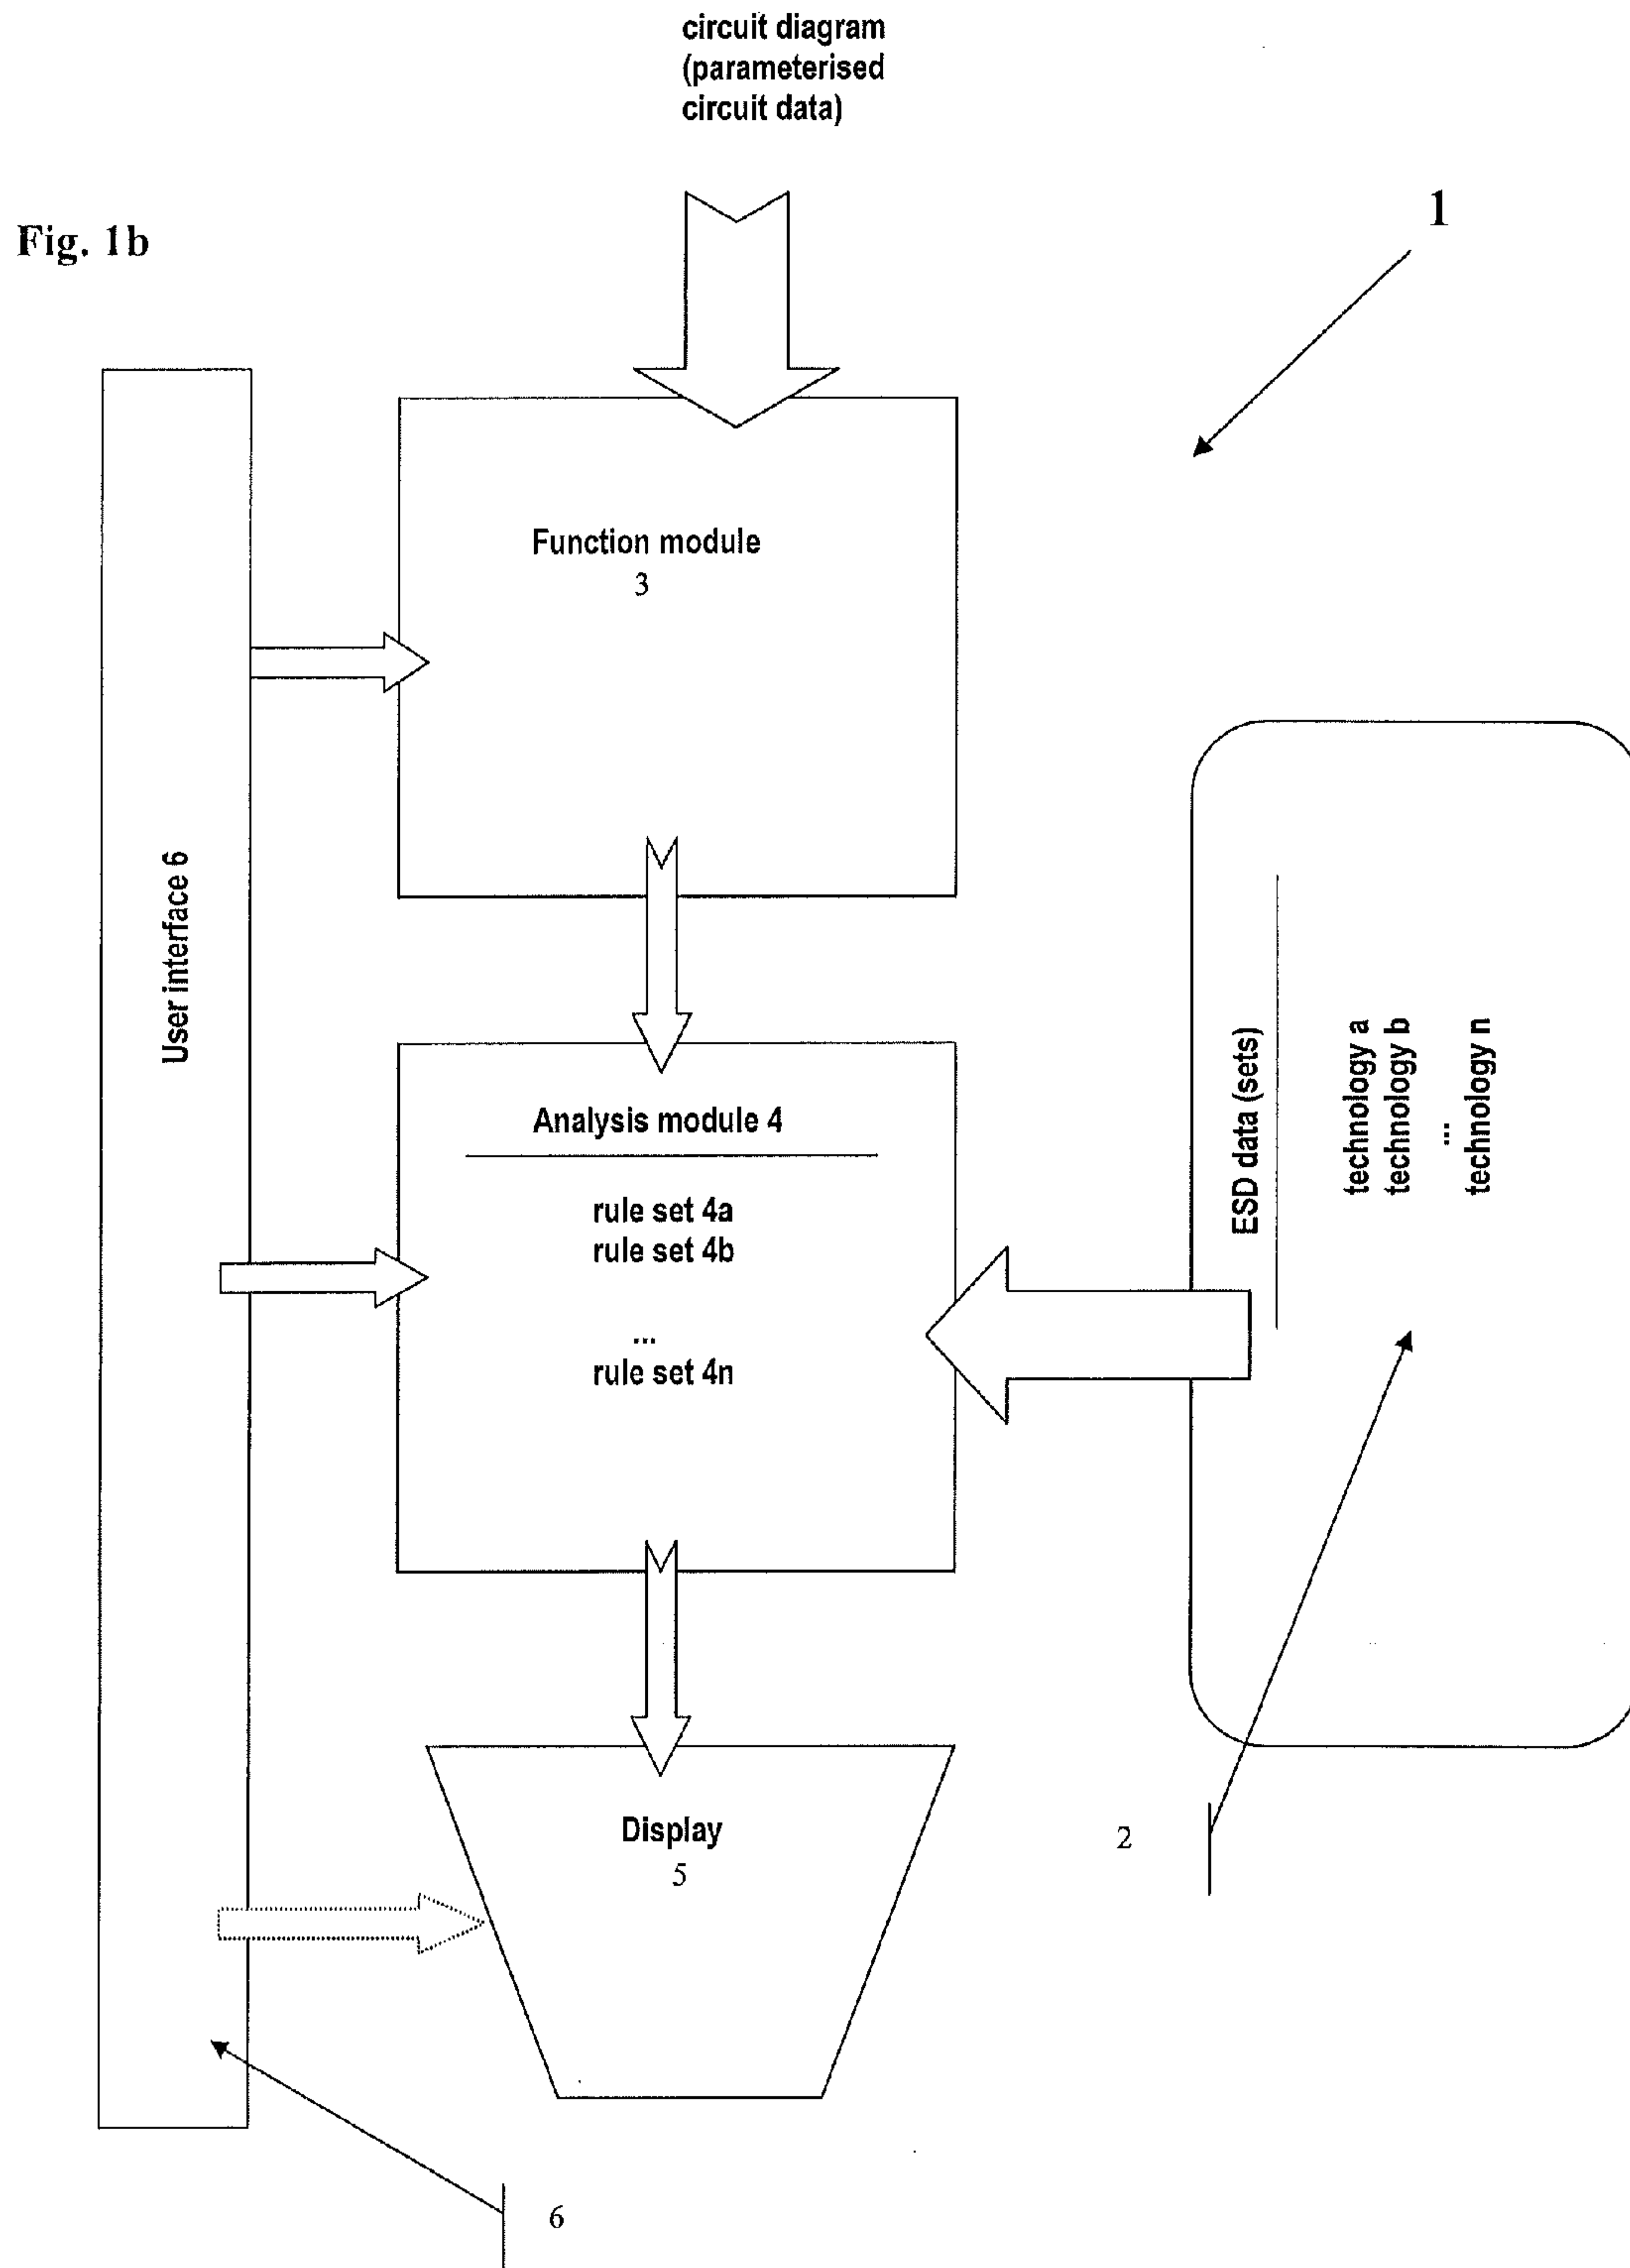 circuit diagram
(parameterised
circuit data)
1
Fig. 1b
Function module
3
User interface 6
Analysis module 4
rule set 4a
rule set 4b
...
rule set 4n
ESD data (sets)
technology a
technology b
...
technology n
Display
5
2
6